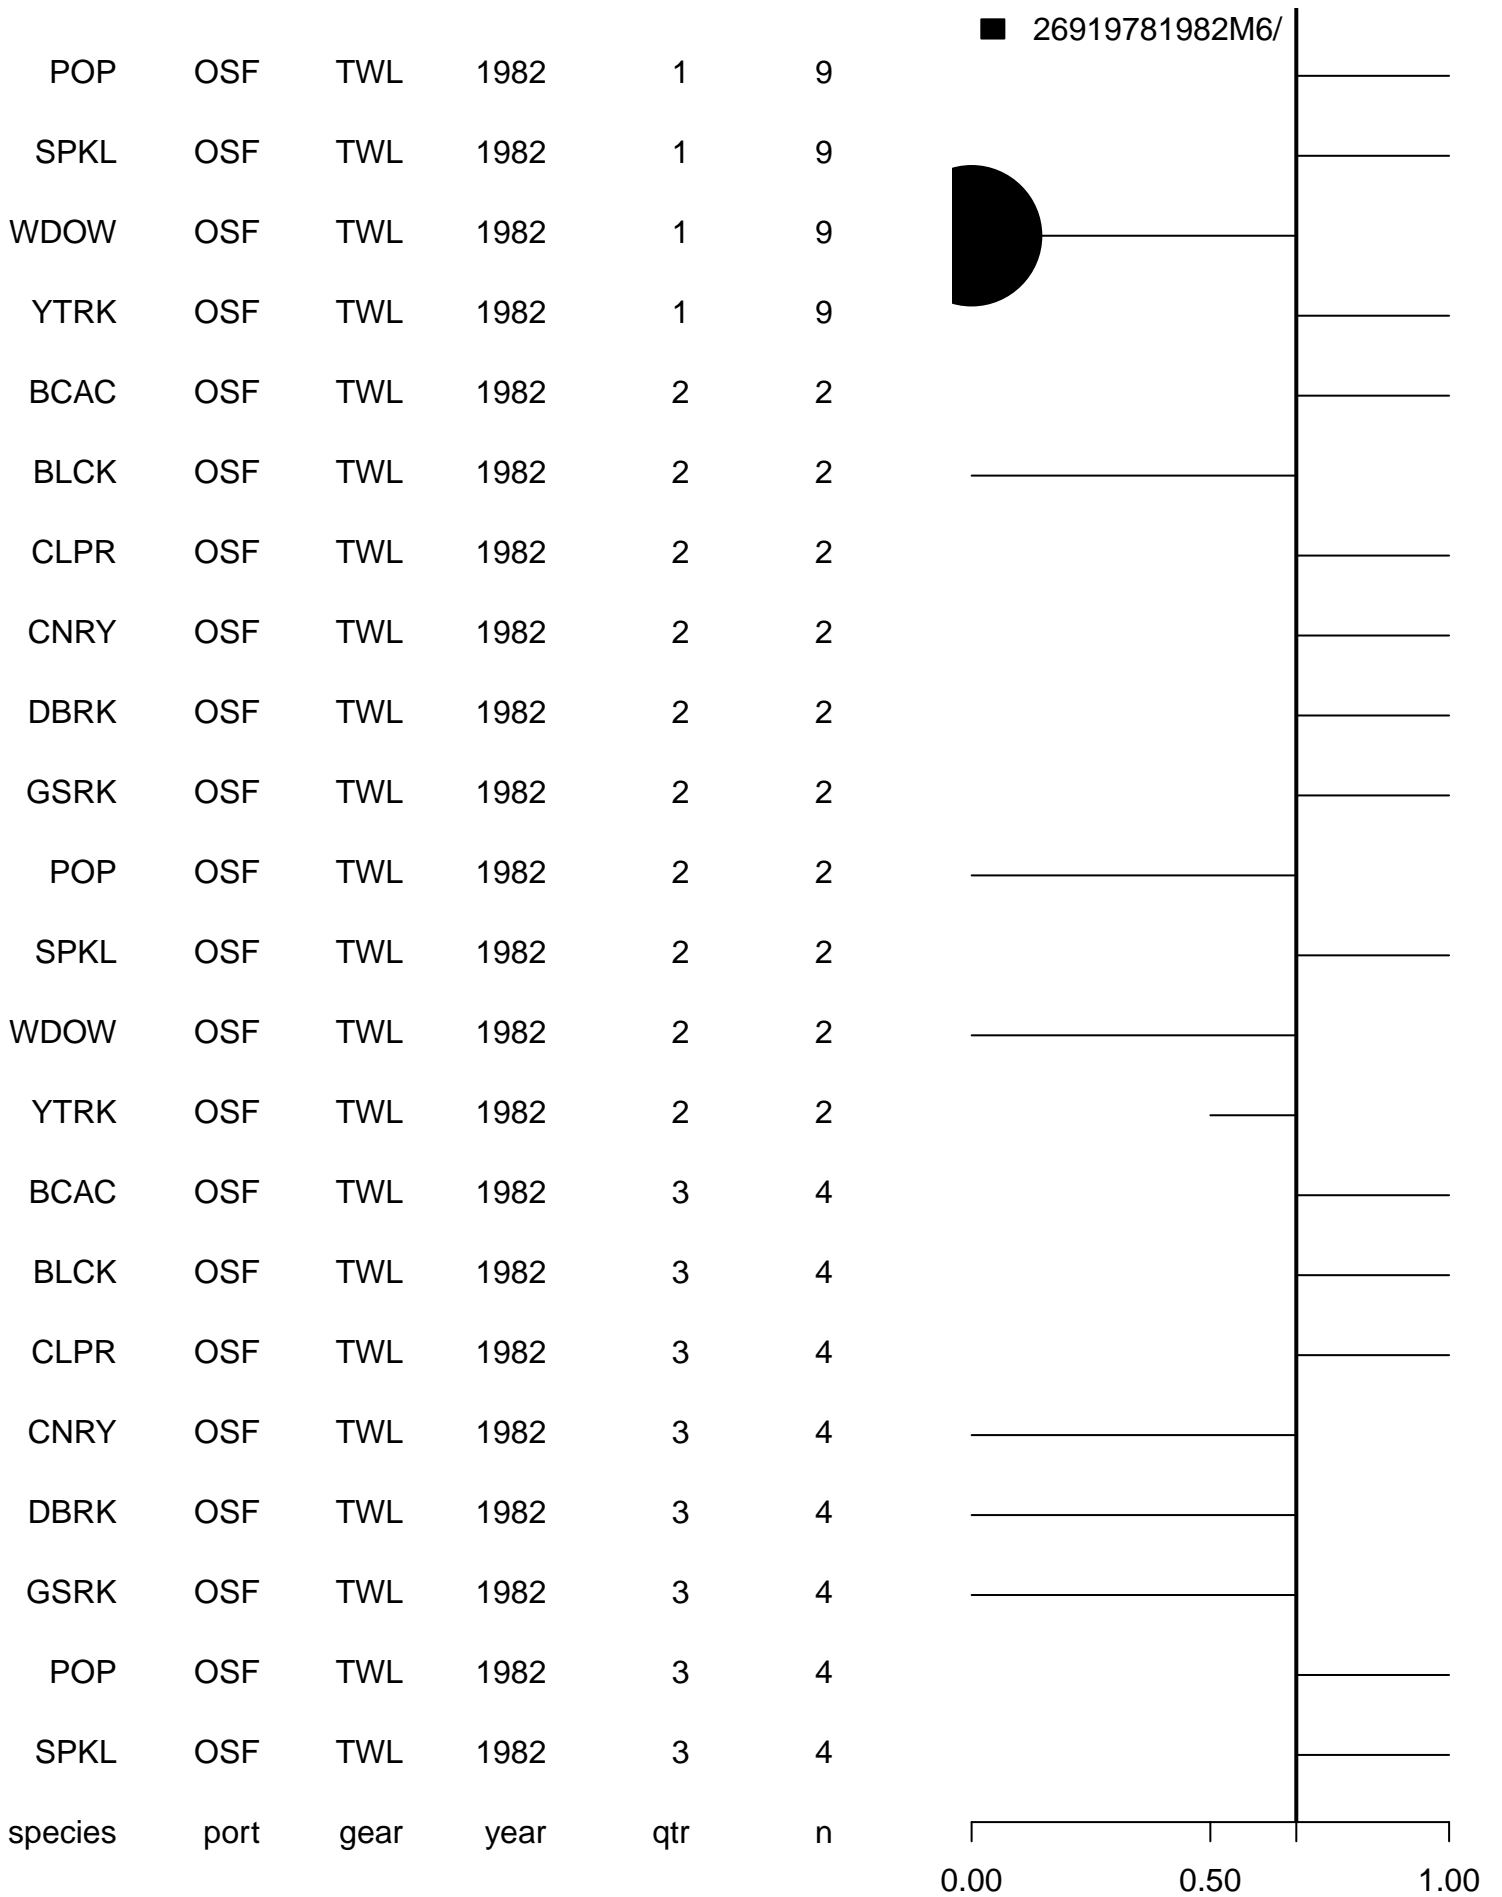 26919781982M6/
POP OSF TWL 1982 1 9
SPKL OSF TWL 1982 1 9
WDOW OSF TWL 1982 1 9
YTRK OSF TWL 1982 1 9
BCAC OSF TWL 1982 2 2
BLCK OSF TWL 1982 2 2
CLPR OSF TWL 1982 2 2
CNRY OSF TWL 1982 2 2
DBRK OSF TWL 1982 2 2
GSRK OSF TWL 1982 2 2
POP OSF TWL 1982 2 2
SPKL OSF TWL 1982 2 2
WDOW OSF TWL 1982 2 2
YTRK OSF TWL 1982 2 2
BCAC OSF TWL 1982 3 4
BLCK OSF TWL 1982 3 4
CLPR OSF TWL 1982 3 4
CNRY OSF TWL 1982 3 4
DBRK OSF TWL 1982 3 4
GSRK OSF TWL 1982 3 4
POP OSF TWL 1982 3 4
SPKL OSF TWL 1982 3 4
species port gear year qtr n
0.00 0.50 1.00